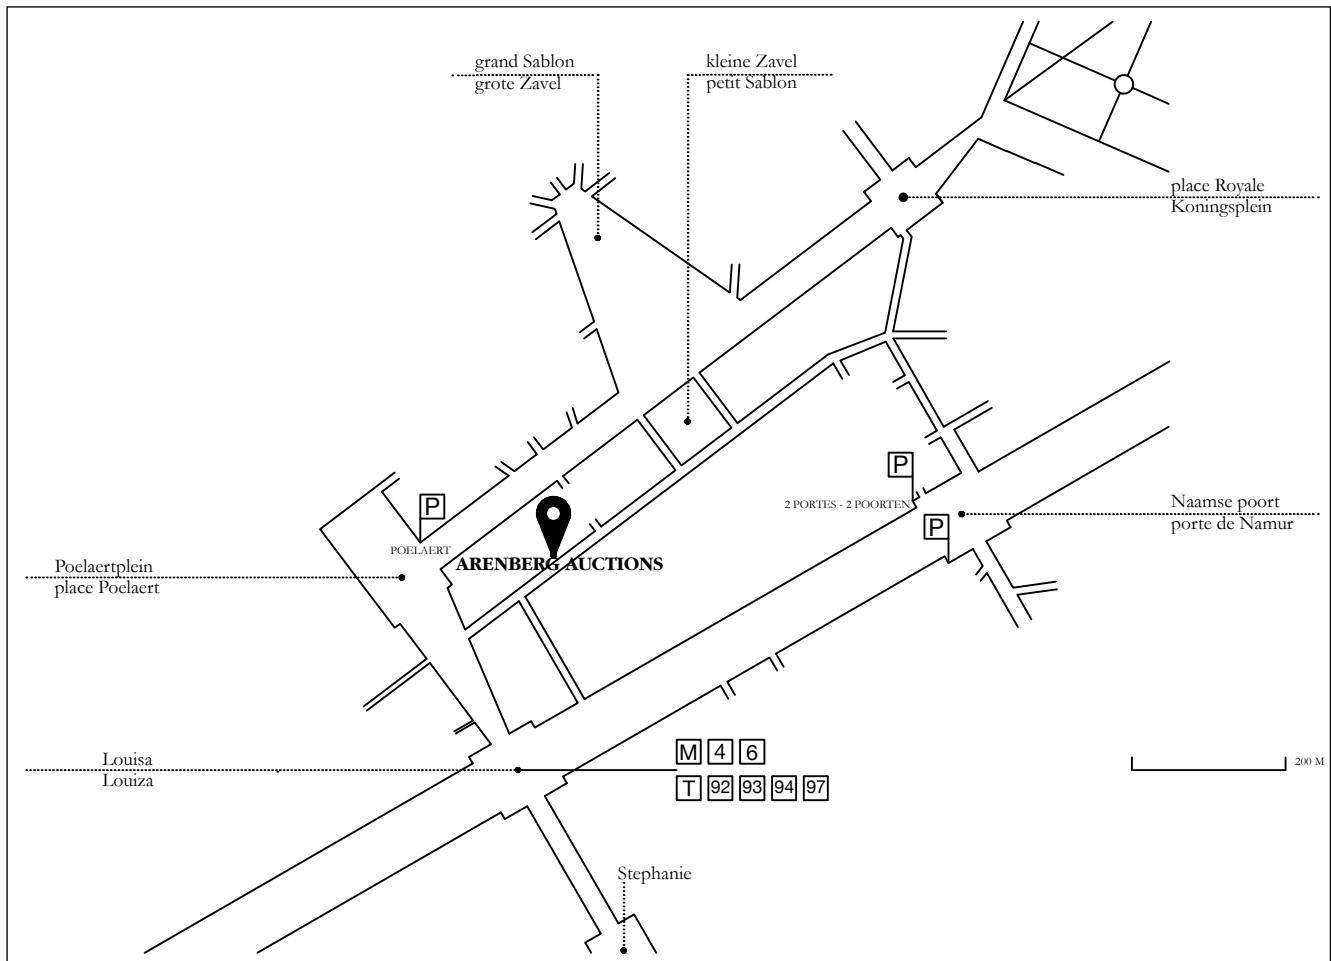 grand Sablon
grote Zavel
kleine Zavel
petit Sablon
place Royale
Koningsplein
P
P
2 PORTES - 2 POORTEN
P
Naamse poort
porte de Namur
POELAERT
ARENBERG AUCTIONS
Poelaertplein
place Poelaert
M 4 6
Louisa
Louiza
T 92 93 94 97
200 M
Stephanie